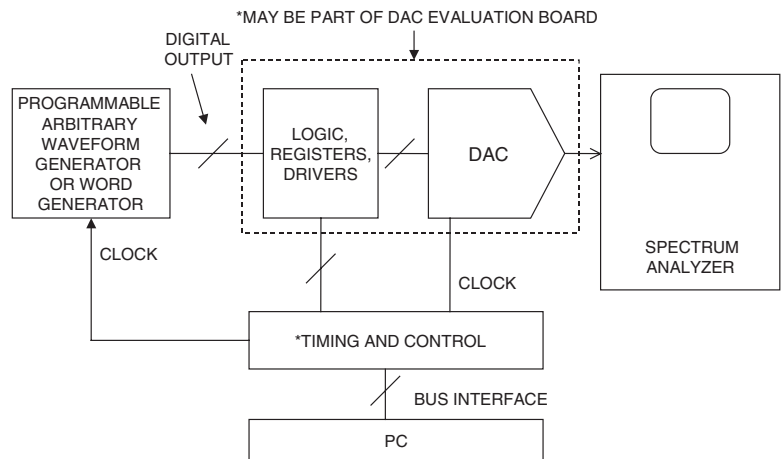 *MAY BE PART OF DAC EVALUATION BOARD
DIGITAL
OUTPUT
PROGRAMMABLE
ARBITRARY
WAVEFORM
GENERATOR
OR WORD
GENERATOR
LOGIC,
REGISTERS,
DRIVERS
DAC
SPECTRUM
ANALYZER
CLOCK
CLOCK
*TIMING AND CONTROL
BUS INTERFACE
PC